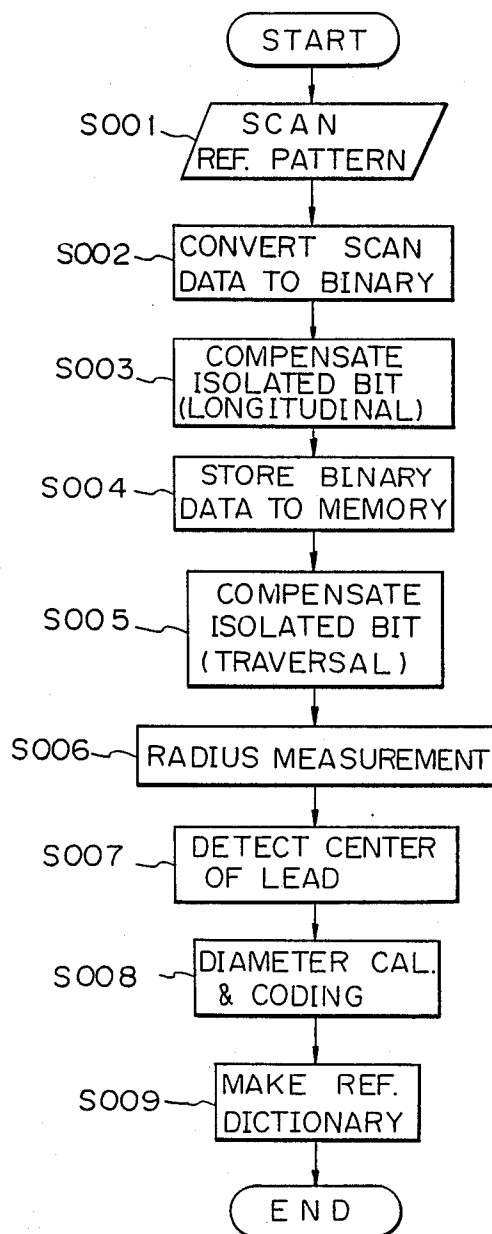 START
S001
SCAN
REF. PATTERN
S002
CONVERT SCAN
DATA TO BINARY
S003
COMPENSATE
ISOLATED BIT
(LONGITUDINAL)
S004
STORE BINARY
DATA TO MEMORY
S005
COMPENSATE
ISOLATED BIT
(TRAVERSAL)
S006
RADIUS MEASUREMENT
S007
DETECT CENTER
OF LEAD
S008
DIAMETER CAL.
& CODING
S009
MAKE REF.
DICTIONARY
END